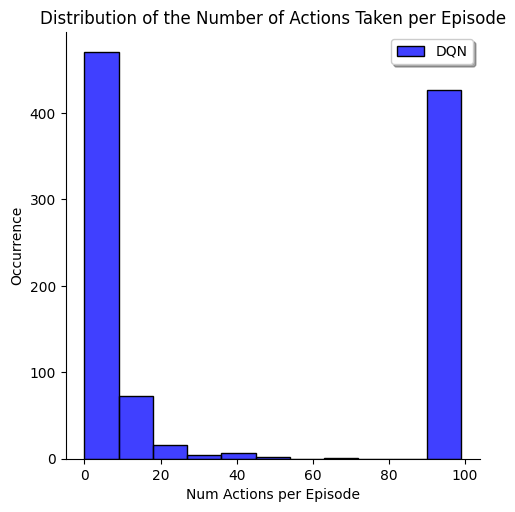 Distribution of the Number of Actions Taken per Episode
DQN
Occurrence
400
300
200
100
0
0 20 40 60 80 100
Num Actions per Episode